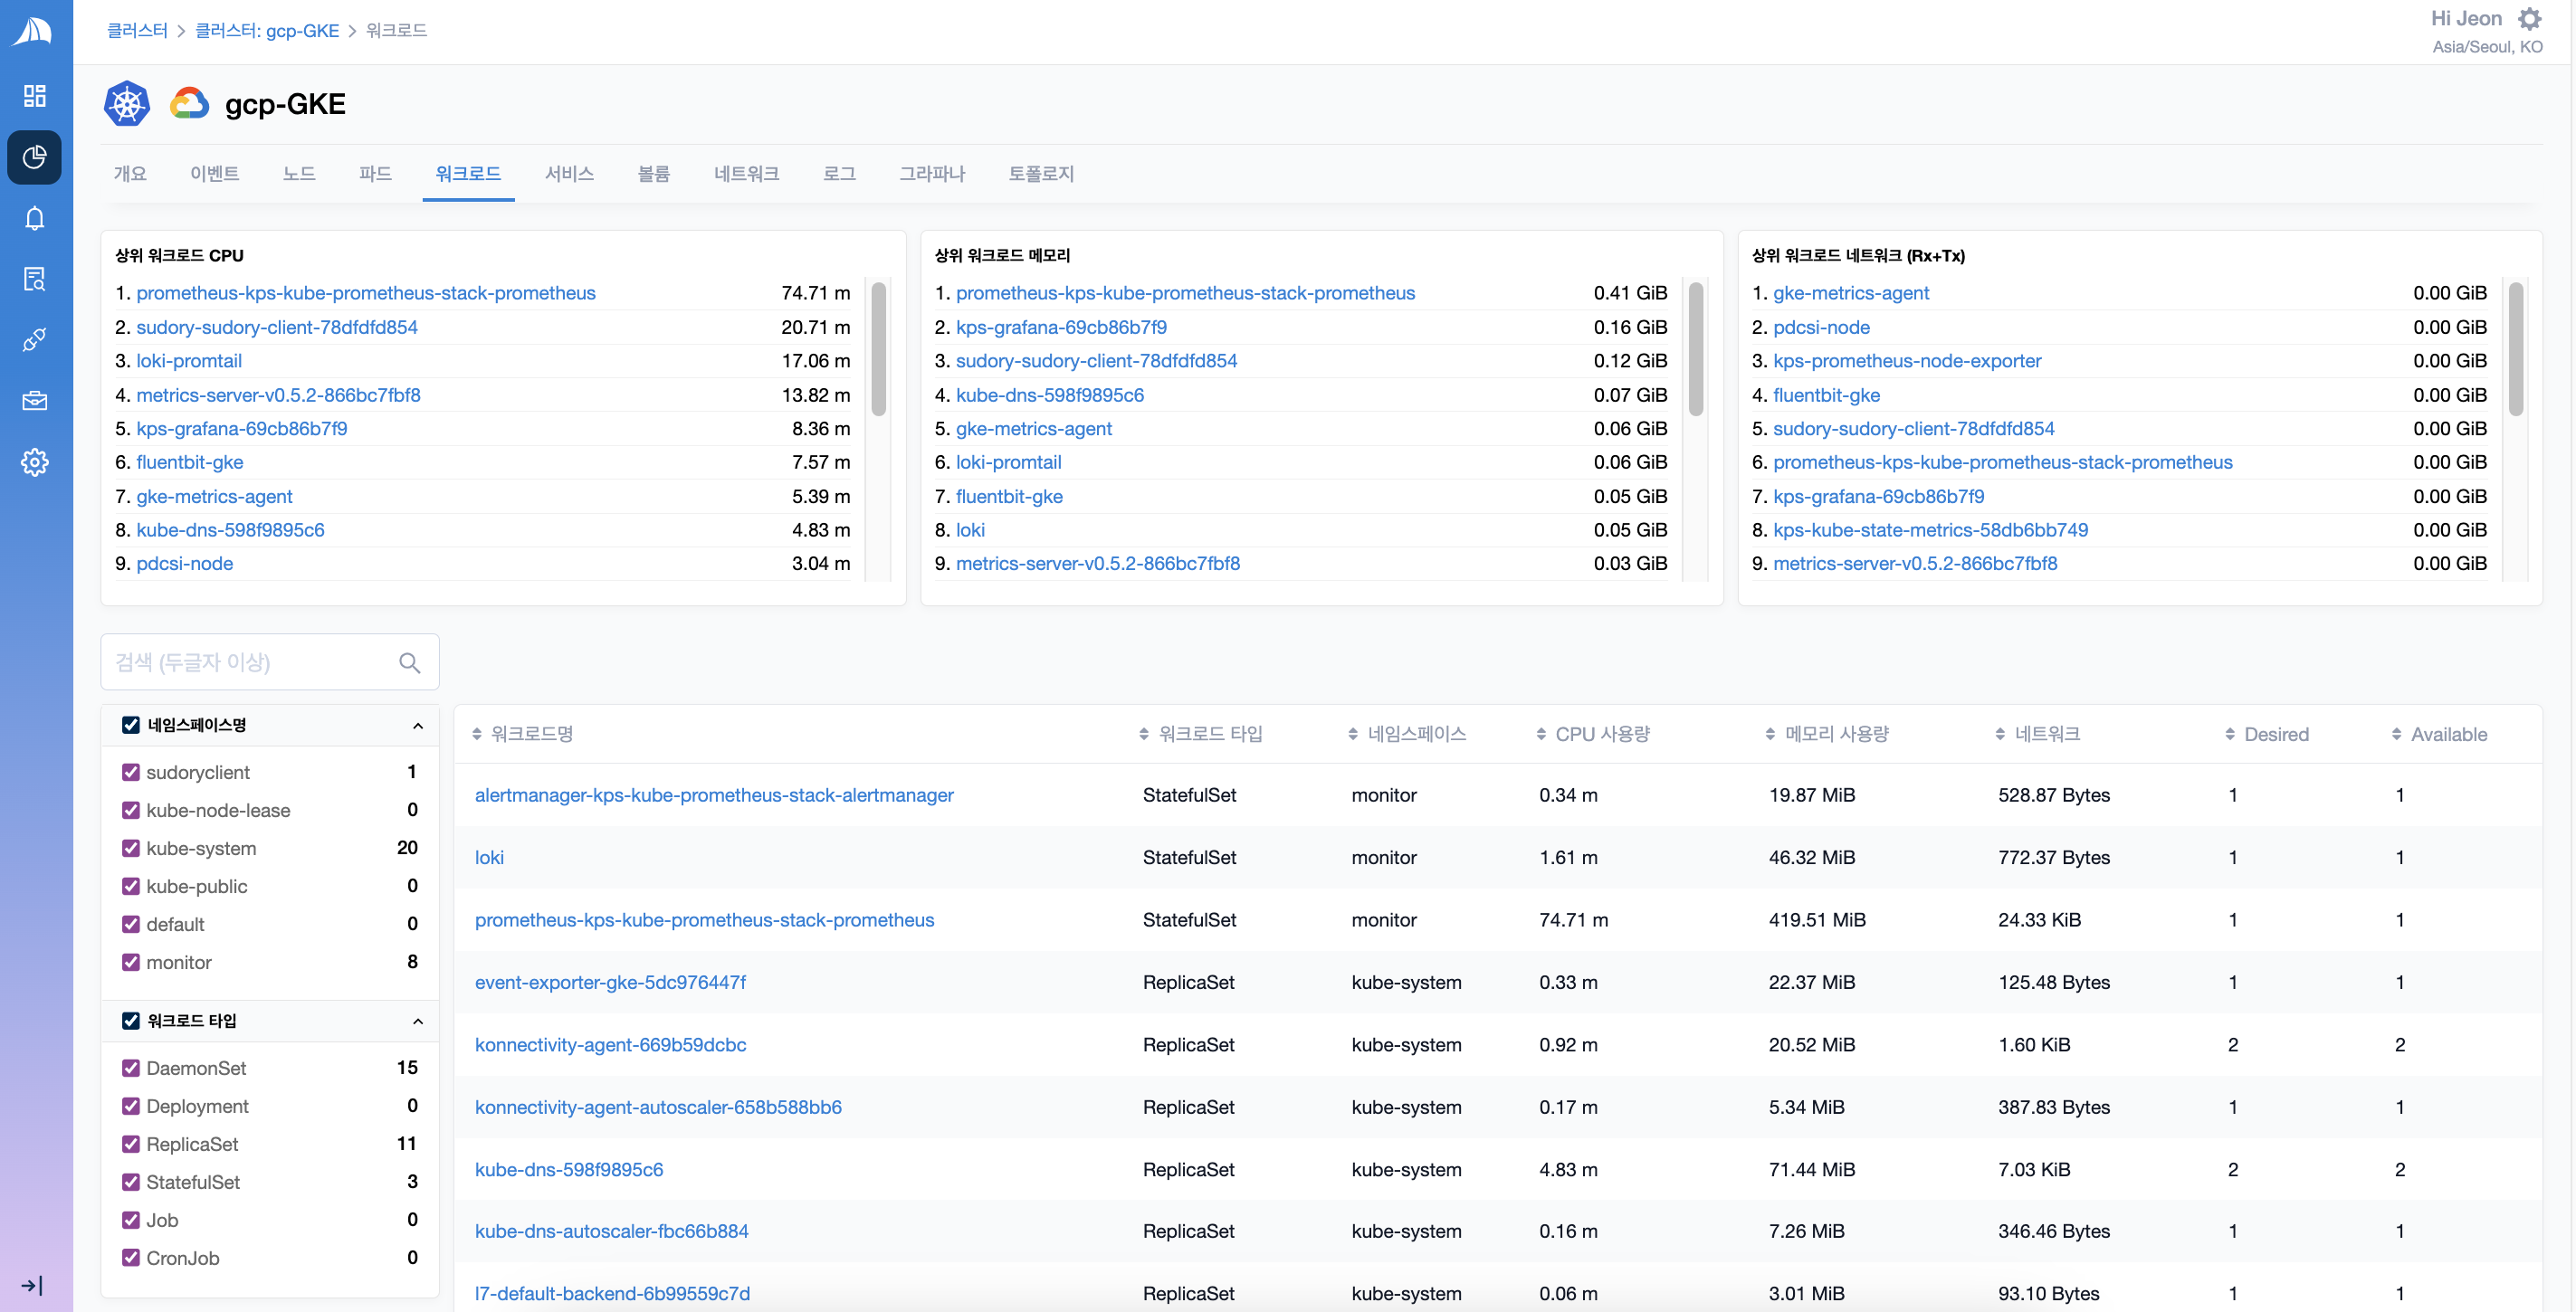 클러스터 > 클러스터: gcp-GKE > 워크로드
Hi Jeon
Asia/Seoul, KO
gcp-GKE
개요 이벤트 노드 파드 워크로드 서비스 볼륨 네트워크 로그 그라파나 토폴로지
상위 워크로드 CPU
1. prometheus-kps-kube-prometheus-stack-prometheus 74.71 m
2. sudory-sudory-client-78dfdfd854 20.71 m
3. loki-promtail 17.06 m
4. metrics-server-v0.5.2-866bc7fbf8 13.82 m
5. kps-grafana-69cb86b7f9 8.36 m
6. fluentbit-gke 7.57 m
7. gke-metrics-agent 5.39 m
8. kube-dns-598f9895c6 4.83 m
9. pdcsi-node 3.04 m
상위 워크로드 메모리
1. prometheus-kps-kube-prometheus-stack-prometheus 0.41 GiB
2. kps-grafana-69cb86b7f9 0.16 GiB
3. sudory-sudory-client-78dfdfd854 0.12 GiB
4. kube-dns-598f9895c6 0.07 GiB
5. gke-metrics-agent 0.06 GiB
6. loki-promtail 0.06 GiB
7. fluentbit-gke 0.05 GiB
8. loki 0.05 GiB
9. metrics-server-v0.5.2-866bc7fbf8 0.03 GiB
상위 워크로드 네트워크 (Rx+Tx)
1. gke-metrics-agent 0.00 GiB
2. pdcsi-node 0.00 GiB
3. kps-prometheus-node-exporter 0.00 GiB
4. fluentbit-gke 0.00 GiB
5. sudory-sudory-client-78dfdfd854 0.00 GiB
6. prometheus-kps-kube-prometheus-stack-prometheus 0.00 GiB
7. kps-grafana-69cb86b7f9 0.00 GiB
8. kps-kube-state-metrics-58db6bb749 0.00 GiB
9. metrics-server-v0.5.2-866bc7fbf8 0.00 GiB
검색 (두글자 이상)
네임스페이스명
sudoryclient 1
kube-node-lease 0
kube-system 20
kube-public 0
default 0
monitor 8
워크로드 타입
DaemonSet 15
Deployment 0
ReplicaSet 11
StatefulSet 3
Job 0
CronJob 0
워크로드명 워크로드 타입 네임스페이스 CPU 사용량 메모리 사용량 네트워크 Desired Available
alertmanager-kps-kube-prometheus-stack-alertmanager StatefulSet monitor 0.34 m 19.87 MiB 528.87 Bytes 1 1
loki StatefulSet monitor 1.61 m 46.32 MiB 772.37 Bytes 1 1
prometheus-kps-kube-prometheus-stack-prometheus StatefulSet monitor 74.71 m 419.51 MiB 24.33 KiB 1 1
event-exporter-gke-5dc976447f ReplicaSet kube-system 0.33 m 22.37 MiB 125.48 Bytes 1 1
konnectivity-agent-669b59dcbc ReplicaSet kube-system 0.92 m 20.52 MiB 1.60 KiB 2 2
konnectivity-agent-autoscaler-658b588bb6 ReplicaSet kube-system 0.17 m 5.34 MiB 387.83 Bytes 1 1
kube-dns-598f9895c6 ReplicaSet kube-system 4.83 m 71.44 MiB 7.03 KiB 2 2
kube-dns-autoscaler-fbc66b884 ReplicaSet kube-system 0.16 m 7.26 MiB 346.46 Bytes 1 1
l7-default-backend-6b99559c7d ReplicaSet kube-system 0.06 m 3.01 MiB 93.10 Bytes 1 1